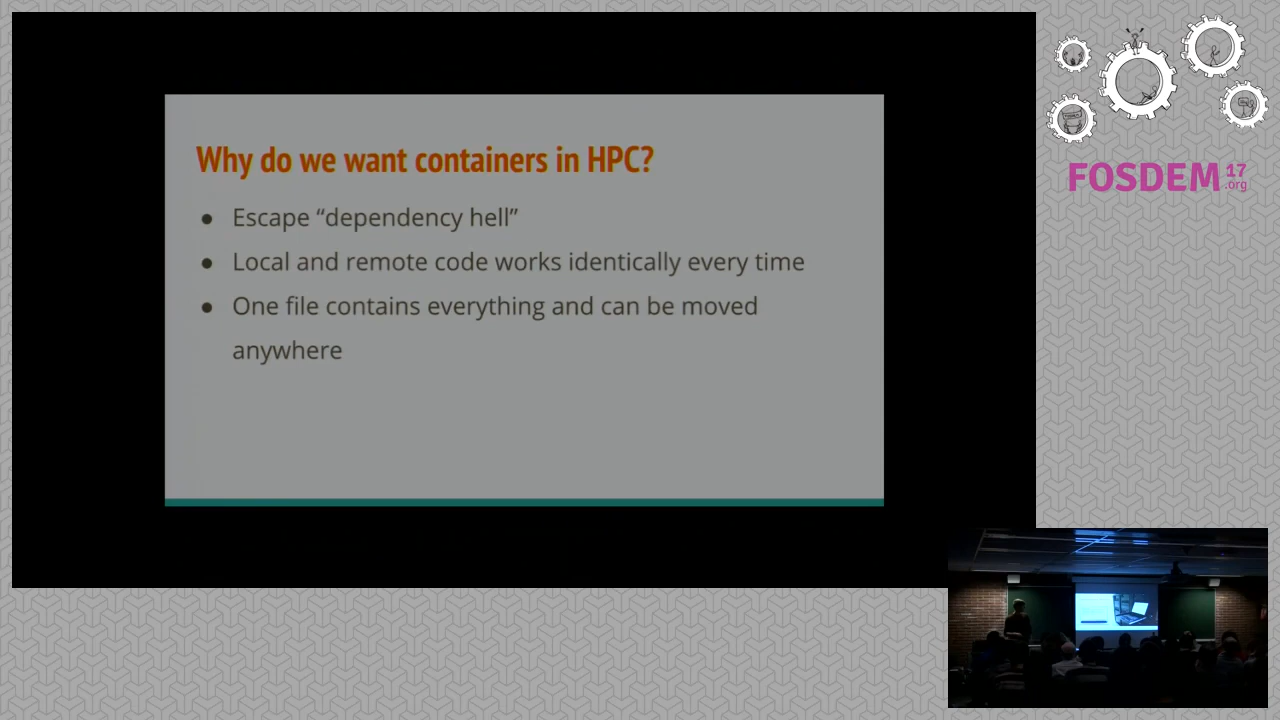 Why do we want containers in HPC?
● Escape “dependency hell”
● Local and remote code works identically every time
● One file contains everything and can be moved
anywhere
FOSDEM 17
.org